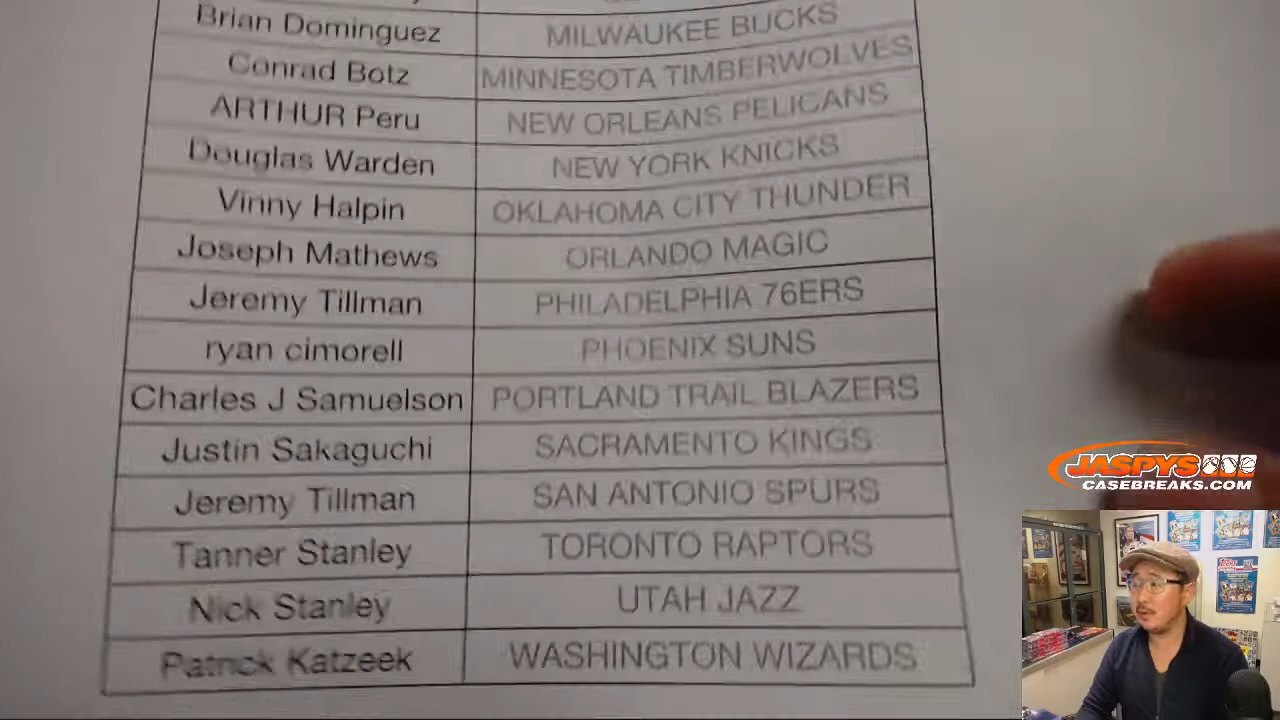 Brian Dominguez MILWAUKEE BUCKS
Conrad Botz MINNESOTA TIMBERWOLVES
ARTHUR Peru NEW ORLEANS PELICANS
Douglas Warden NEW YORK KNICKS
Vinny Halpin OKLAHOMA CITY THUNDER
Joseph Mathews ORLANDO MAGIC
Jeremy Tillman PHILADELPHIA 76ERS
ryan cimorell PHOENIX SUNS
Charles J Samuelson PORTLAND TRAIL BLAZERS
Justin Sakaguchi SACRAMENTO KINGS
Jeremy Tillman SAN ANTONIO SPURS
Tanner Stanley TORONTO RAPTORS
Nick Stanley UTAH JAZZ
Patrick Katzeek WASHINGTON WIZARDS
JASPYS
CASEBREAKS.COM